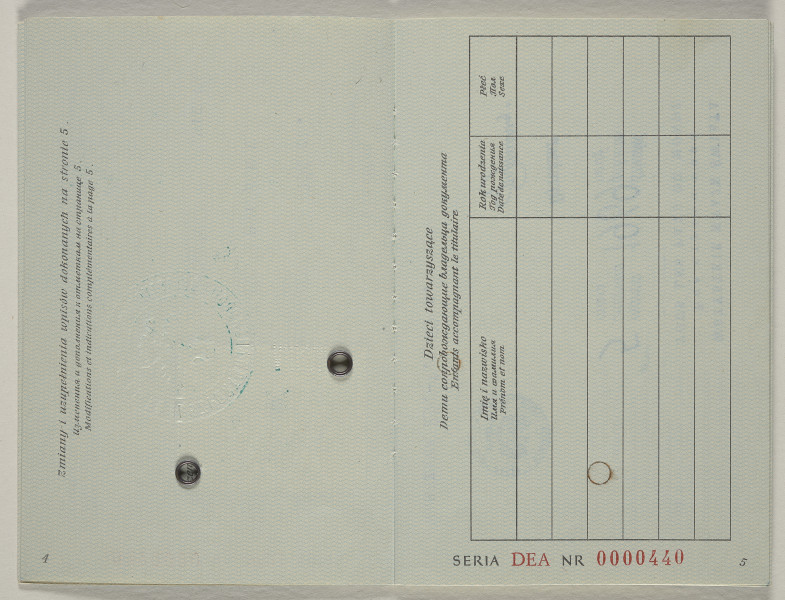 Zmiany i uzupełnienia wpisów dokonanych na stronie 5.
Изменения и дополнения к отметкам на странице 5.
Modifications et indications complémentaires à la page 5.
4
Dzieci towarzyszące
Дети сопровождающие владельца документа
Enfants accompagnant le titulaire
Imię i nazwisko
Имя и фамилия
Prénom et nom
Rok urodzenia
Год рождения
Date de naissance
Płeć
Пол
Sexe
SERIA DEA NR 0000440
5